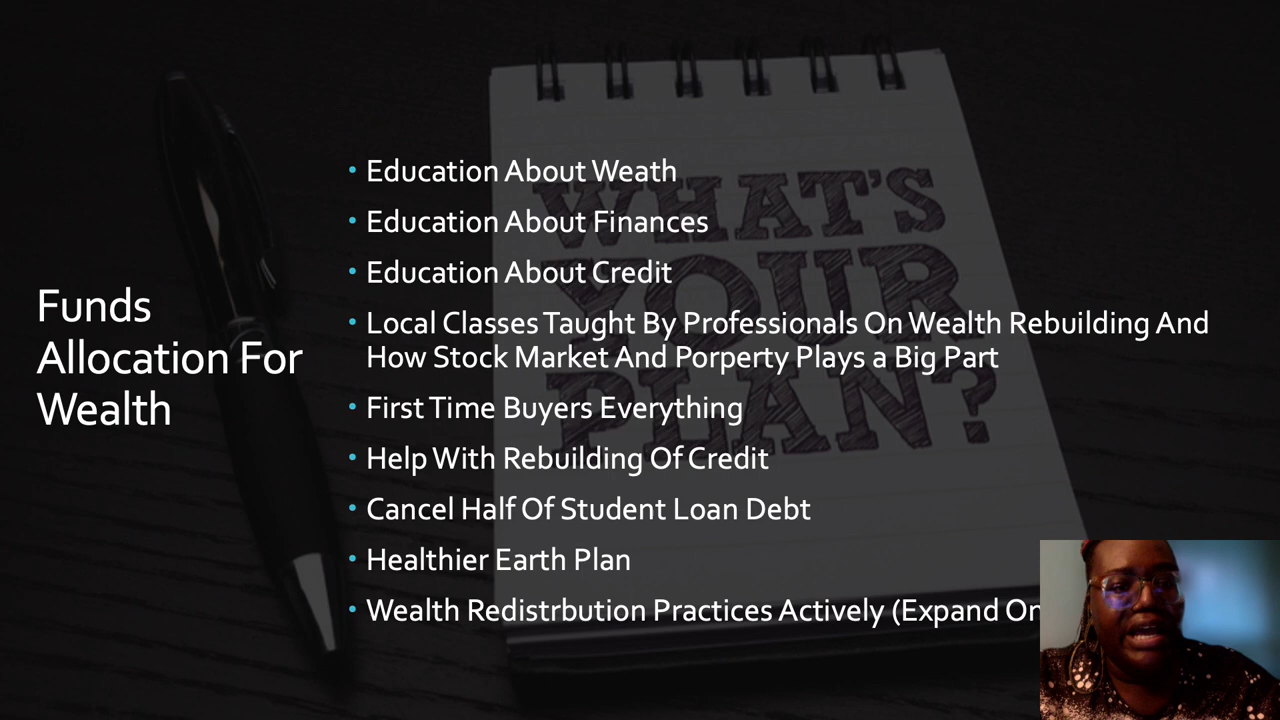 Funds
Allocation For
Wealth
• Education About Weath
• Education About Finances
• Education About Credit
• Local Classes Taught By Professionals On Wealth Rebuilding And
How Stock Market And Porperty Plays a Big Part
• First Time Buyers Everything
• Help With Rebuilding Of Credit
• Cancel Half Of Student Loan Debt
• Healthier Earth Plan
• Wealth Redistrbution Practices Actively (Expand On
WHAT'S
YOUR
PLAN?